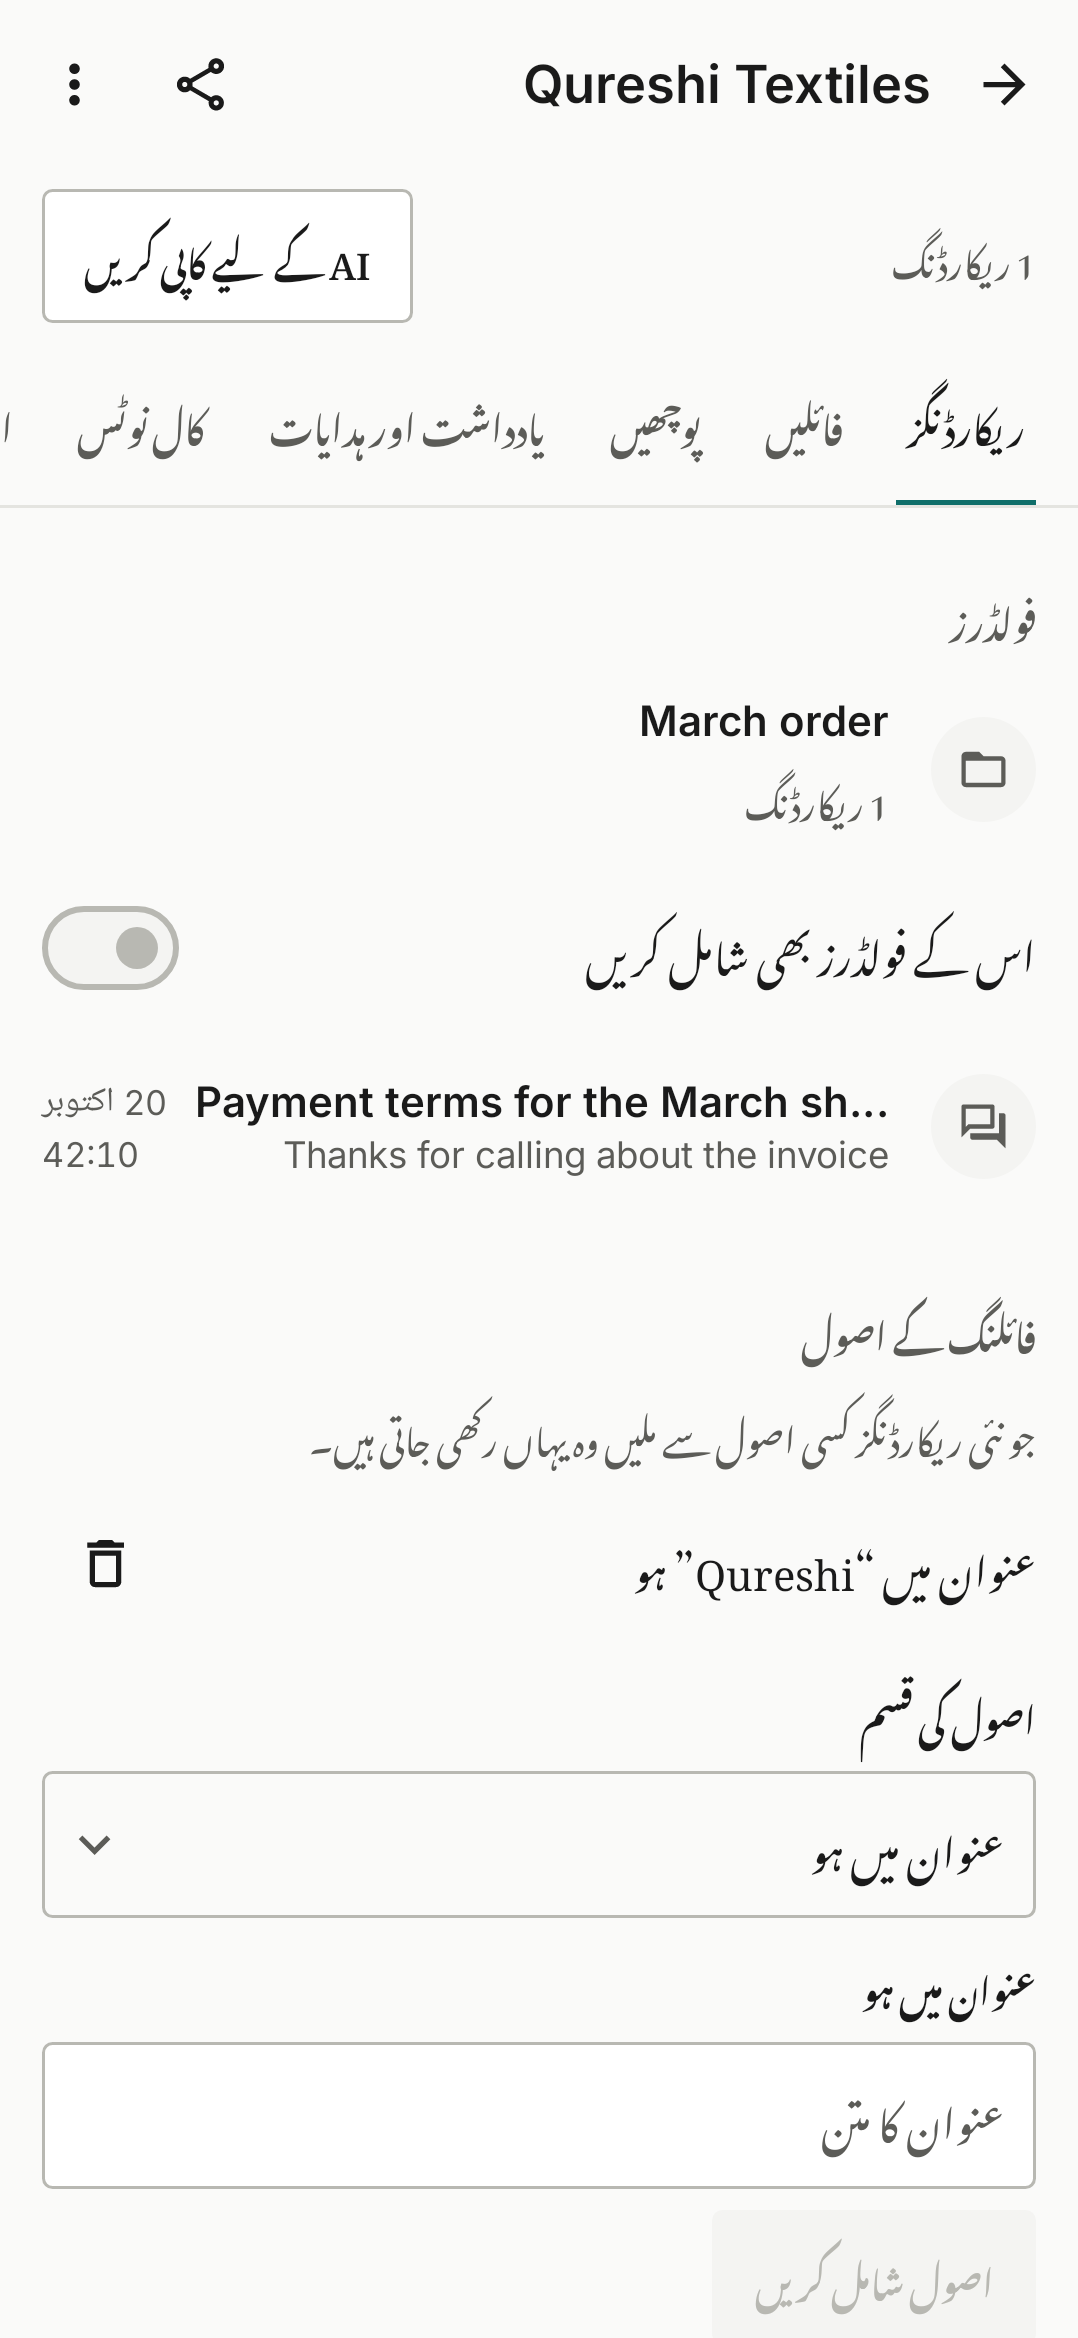 Qureshi Textiles
1 ریکارڈنگ
AI کے لیے کاپی کریں
ریکارڈنگز
فائلیں
پوچھیں
یادداشت اور ہدایات
کال نوٹس
فولڈرز
March order
1 ریکارڈنگ
اس کے فولڈرز بھی شامل کریں
Payment terms for the March sh…
20 اکتوبر
Thanks for calling about the invoice
42:10
فائلنگ کے اصول
جو نئی ریکارڈنگز کسی اصول سے ملیں وہ یہاں رکھی جاتی ہیں۔
عنوان میں “Qureshi” ہو
اصول کی قسم
عنوان میں ہو
عنوان میں ہو
عنوان کا متن
اصول شامل کریں